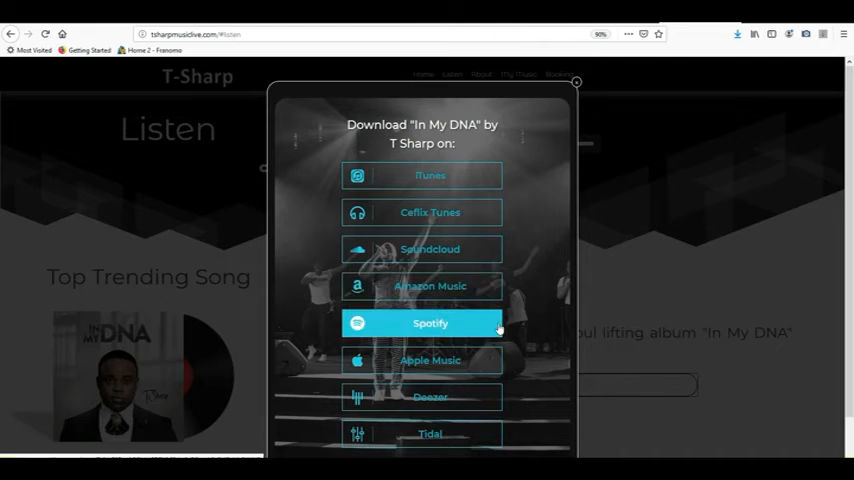 tsharpmusiclive.com/#listen
90%
Most Visited
Getting Started
Home 2 - Franomo
T-Sharp
Home Listen About My Music Booking
Listen
Download "In My DNA" by
T Sharp on:
iTunes
Ceflix Tunes
Soundcloud
Amazon Music
Spotify
Apple Music
Deezer
Tidal
Top Trending Song
IN
MY DNA
T Sharp
oul lifting album "In My DNA"